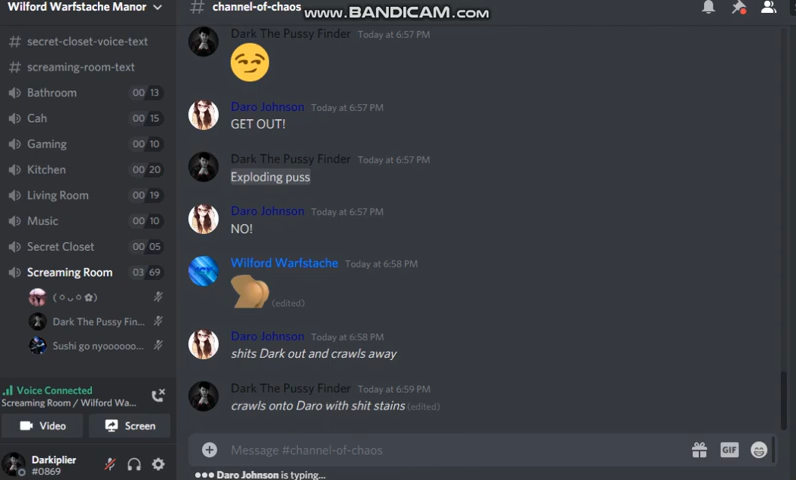 Wilford Warfstache Manor
# channel-of-chaos
www.BANDICAM.com
# secret-closet-voice-text
# screaming-room-text
Bathroom 00 13
Cah 00 15
Gaming 00 10
Kitchen 00 20
Living Room 00 19
Music 00 10
Secret Closet 00 05
Screaming Room 03 69
( ㅇㅅㅇ ✿)
Dark The Pussy Fin...
Sushi go nyoooooo...
Voice Connected
Screaming Room / Wilford Wa...
Video
Screen
Darkiplier
#0869
Dark The Pussy Finder Today at 6:57 PM
😏
Daro Johnson Today at 6:57 PM
GET OUT!
Dark The Pussy Finder Today at 6:57 PM
Exploding puss
Daro Johnson Today at 6:57 PM
NO!
Wilford Warfstache Today at 6:58 PM
(edited)
Daro Johnson Today at 6:58 PM
shits Dark out and crawls away
Dark The Pussy Finder Today at 6:59 PM
crawls onto Daro with shit stains (edited)
Message #channel-of-chaos
GIF
Daro Johnson is typing...